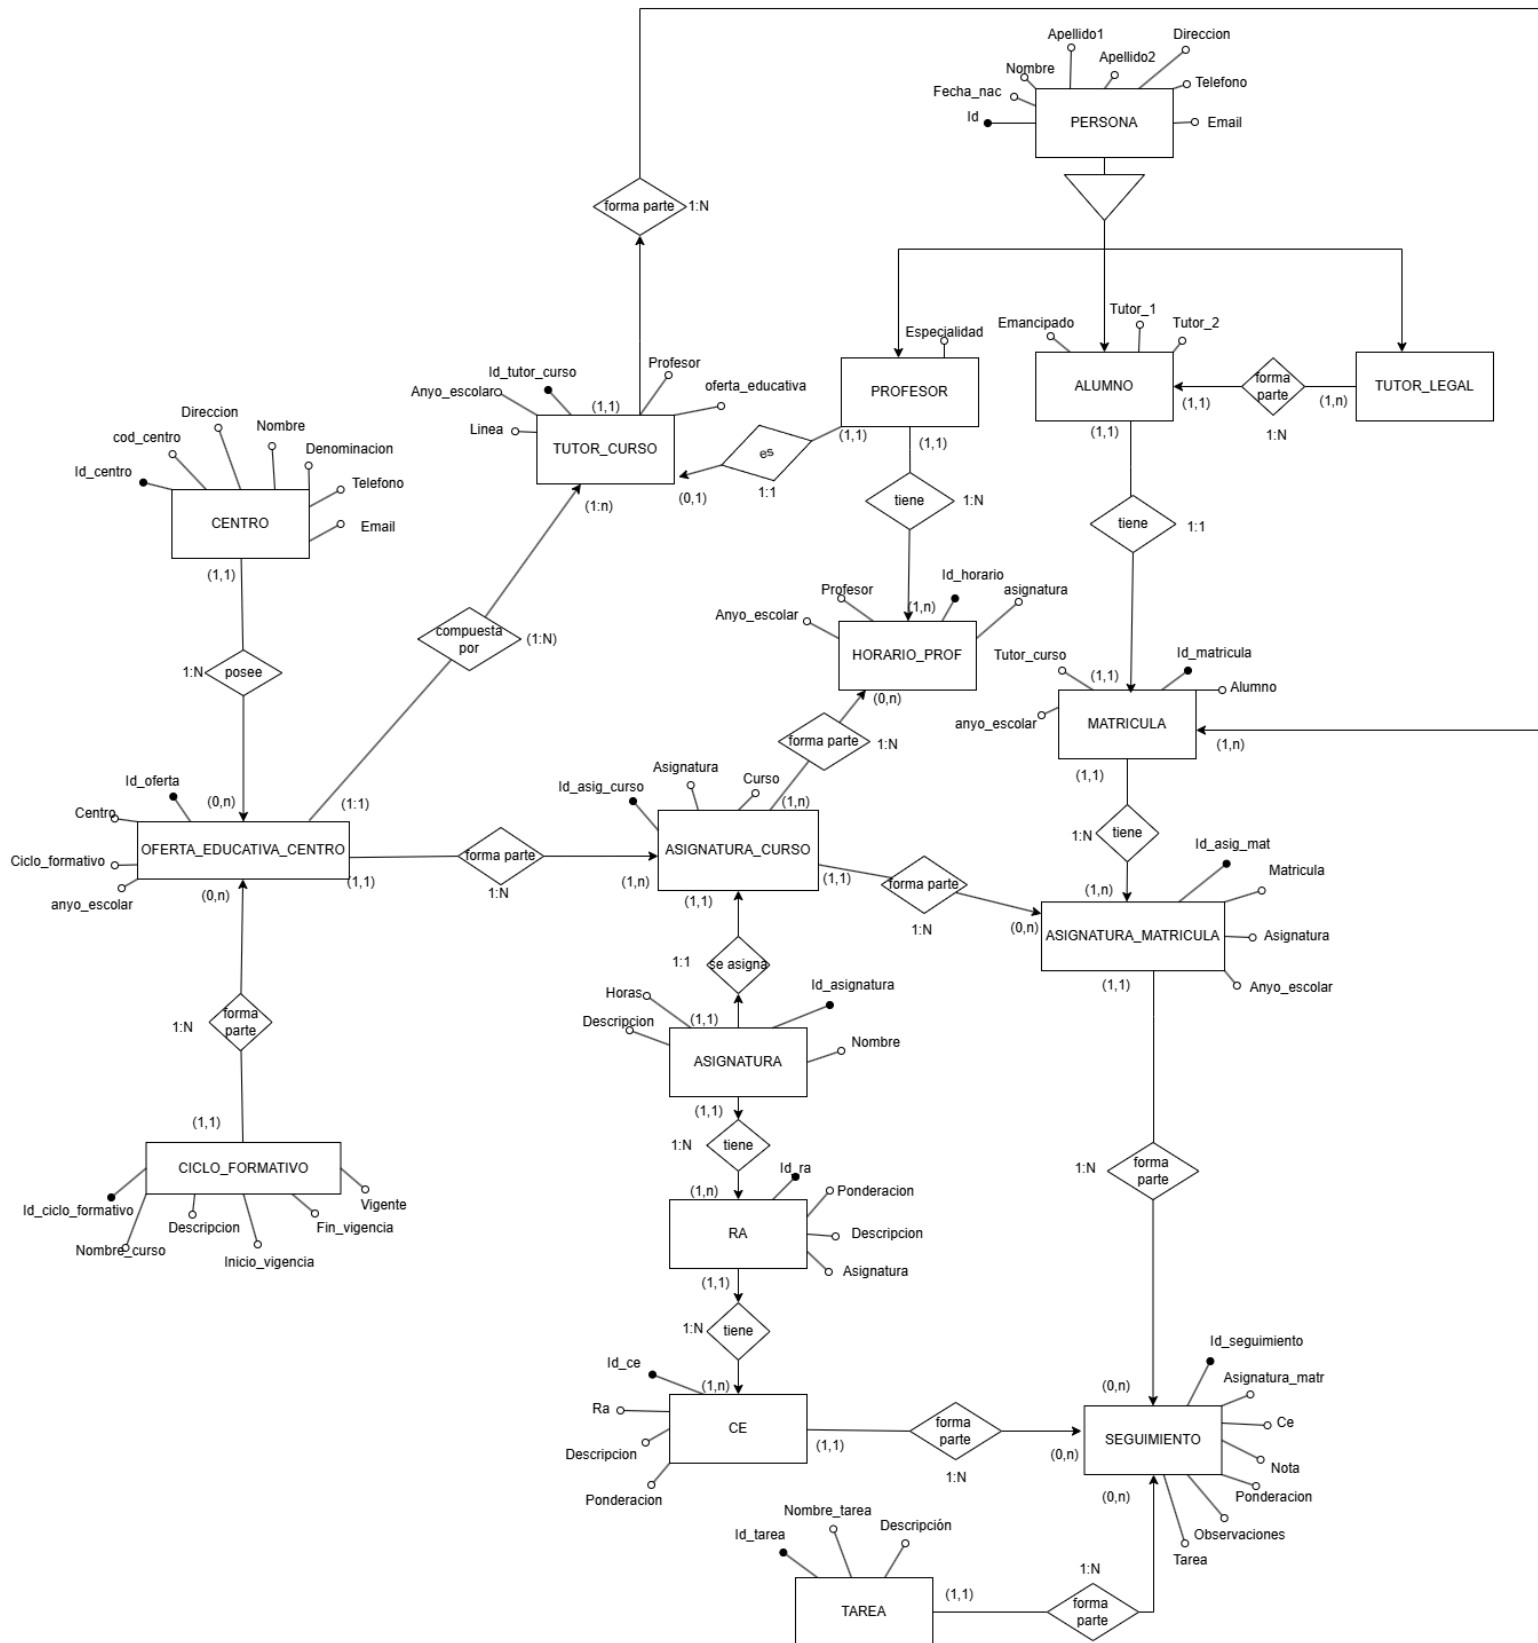 Apellido1
Direccion
Apellido2
Nombre
Telefono
Fecha_nac
Id
Email
PERSONA
forma parte
1:N
Especialidad
Emancipado
Tutor_1
Tutor_2
PROFESOR
ALUMNO
forma
parte
TUTOR_LEGAL
(1,1)
(1,n)
1:N
(1,1)
Profesor
Id_tutor_curso
Anyo_escolar
oferta_educativa
(1,1)
Linea
TUTOR_CURSO
(1,1)
(1,1)
es
1:1
(0,1)
(1:n)
Direccion
Nombre
cod_centro
Denominacion
Id_centro
Telefono
CENTRO
Email
(1,1)
tiene
1:N
tiene
1:1
Id_horario
Profesor
asignatura
Anyo_escolar
(1,n)
HORARIO_PROF
(0,n)
compuesta
por
(1:N)
1:N
posee
Tutor_curso
Id_matricula
(1,1)
Alumno
anyo_escolar
MATRICULA
(1,n)
(1,1)
forma parte
1:N
Id_oferta
(0,n)
(1:1)
Centro
OFERTA_EDUCATIVA_CENTRO
Ciclo_formativo
(1,1)
anyo_escolar
(0,n)
forma parte
1:N
Asignatura
Curso
Id_asig_curso
(1,n)
ASIGNATURA_CURSO
(1,n)
(1,1)
(1,1)
1:N
tiene
Id_asig_mat
Matricula
(1,n)
forma parte
1:N
(0,n)
ASIGNATURA_MATRICULA
Asignatura
(1,1)
Anyo_escolar
1:1
se asigna
Horas
Id_asignatura
Descripcion
(1,1)
Nombre
ASIGNATURA
(1,1)
1:N
forma
parte
(1,1)
CICLO_FORMATIVO
Id_ciclo_formativo
Vigente
Descripcion
Fin_vigencia
Nombre_curso
Inicio_vigencia
1:N
tiene
Id_ra
(1,n)
Ponderacion
RA
Descripcion
Asignatura
(1,1)
1:N
forma
parte
1:N
tiene
Id_ce
(1,n)
Ra
CE
Descripcion
(1,1)
Ponderacion
forma
parte
1:N
Id_seguimiento
(0,n)
Asignatura_matr
Ce
SEGUIMIENTO
(0,n)
Nota
Ponderacion
(0,n)
Observaciones
Tarea
Nombre_tarea
Descripción
Id_tarea
TAREA
(1,1)
1:N
forma
parte